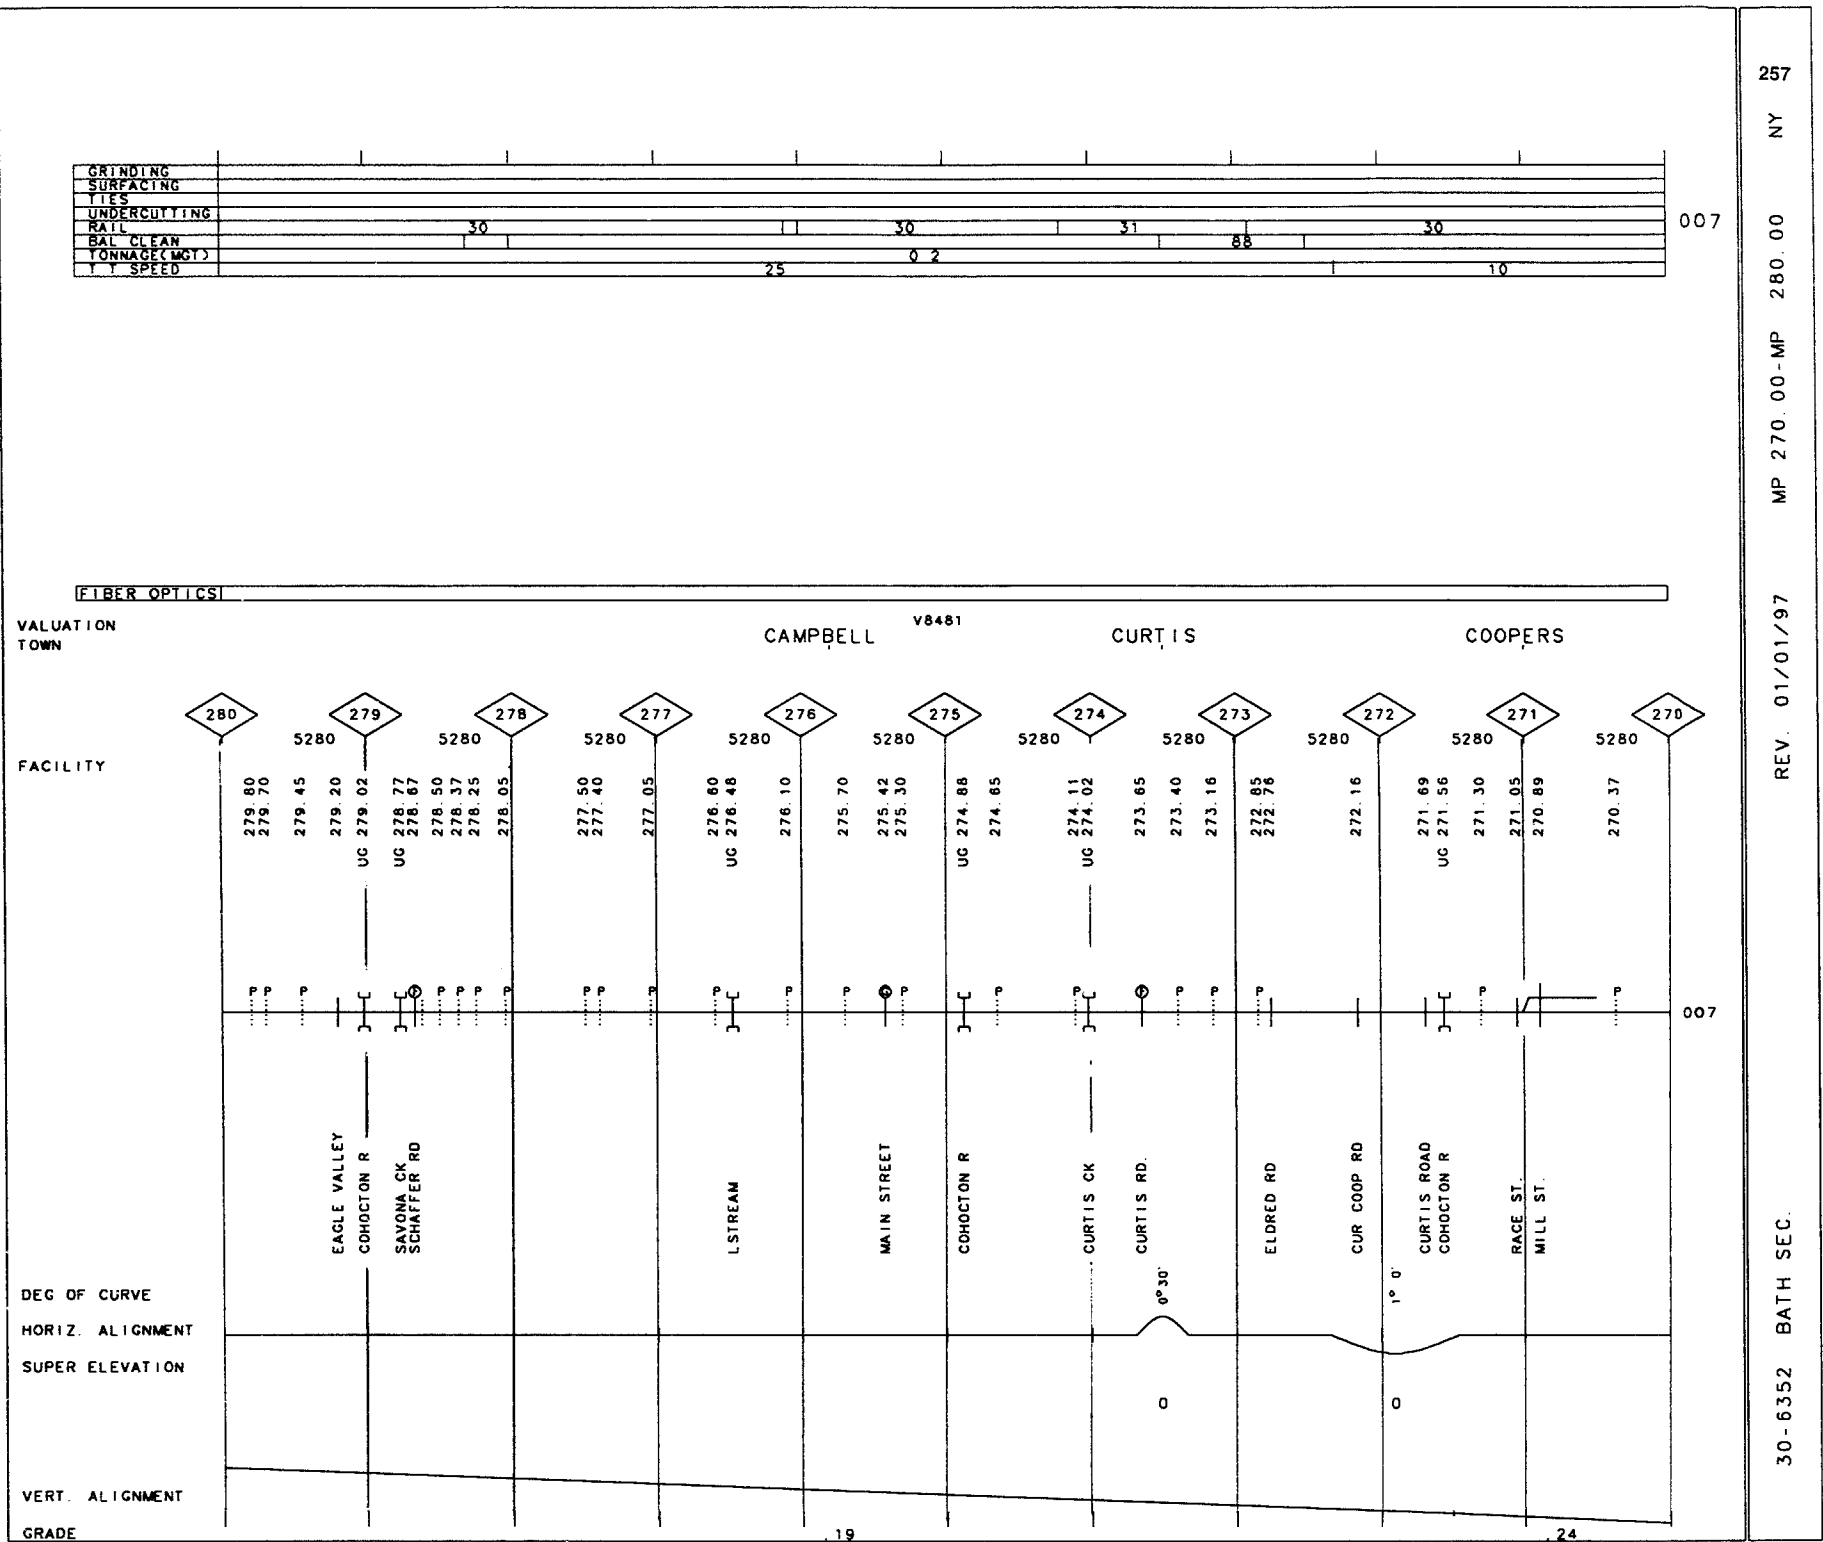 GRINDING
SURFACING
TIES
UNDERCUTTING
RAIL 30 30 31 30
BAL CLEAN 88
TONNAGE(MGT) 0 2
T T SPEED 25 10
007
FIBER OPTICS
VALUATION V8481
TOWN CAMPBELL CURTIS COOPERS
280 279 278 277 276 275 274 273 272 271 270
5280 5280 5280 5280 5280 5280 5280 5280 5280 5280
FACILITY
279.80
279.70
279.45
279.20
UG 279.02
UG 278.77
278.67
278.50
278.37
278.25
278.05
277.50
277.40
277.05
276.60
UG 276.48
276.10
275.70
275.42
275.30
UG 274.88
274.65
274.11
UG 274.02
273.65
273.40
273.16
272.85
272.76
272.16
271.69
UG 271.56
271.30
271.05
270.89
270.37
P P P P P P P P P P P P P P P P P P P P P P
007
EAGLE VALLEY
COHOCTON R
SAVONA CK
SCHAFFER RD
LSTREAM
MAIN STREET
COHOCTON R
CURTIS CK
CURTIS RD.
ELDRED RD
CUR COOP RD
CURTIS ROAD
COHOCTON R
RACE ST.
MILL ST.
DEG OF CURVE 0°30' 1° 0'
HORIZ. ALIGNMENT
SUPER ELEVATION
0 0
VERT. ALIGNMENT
GRADE .19 .24
30-6352 BATH SEC. REV. 01/01/97 MP 270.00-MP 280.00 NY 257